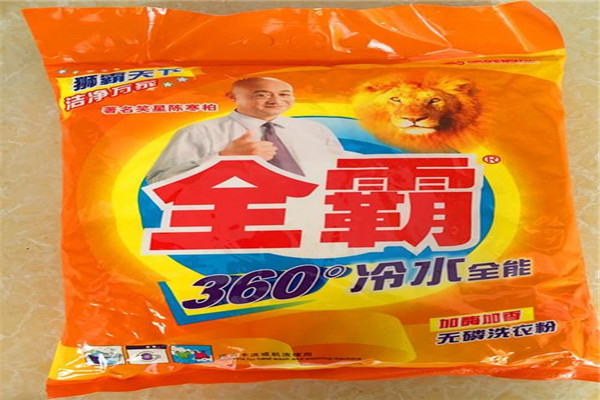 狮霸天下
洁净万家
著名笑星陈寒柏
全霸®
360°冷水全能
加酶加香
无磷洗衣粉